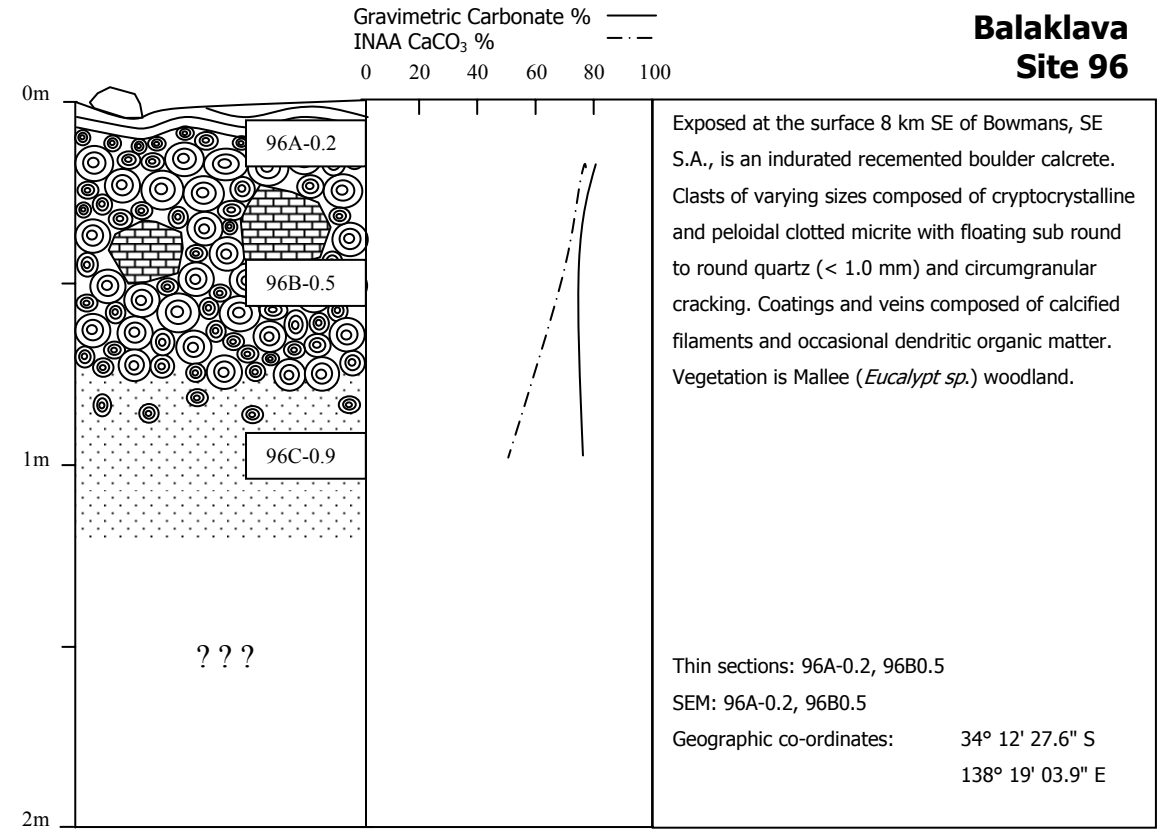 Gravimetric Carbonate %
INAA CaCO₃ %
Balaklava
Site 96
0 20 40 60 80 100
0m
96A-0.2
96B-0.5
96C-0.9
1m
? ? ?
2m
Exposed at the surface 8 km SE of Bowmans, SE
S.A., is an indurated recemented boulder calcrete.
Clasts of varying sizes composed of cryptocrystalline
and peloidal clotted micrite with floating sub round
to round quartz (< 1.0 mm) and circumgranular
cracking. Coatings and veins composed of calcified
filaments and occasional dendritic organic matter.
Vegetation is Mallee (Eucalypt sp.) woodland.
Thin sections: 96A-0.2, 96B0.5
SEM: 96A-0.2, 96B0.5
Geographic co-ordinates: 34° 12' 27.6" S
138° 19' 03.9" E